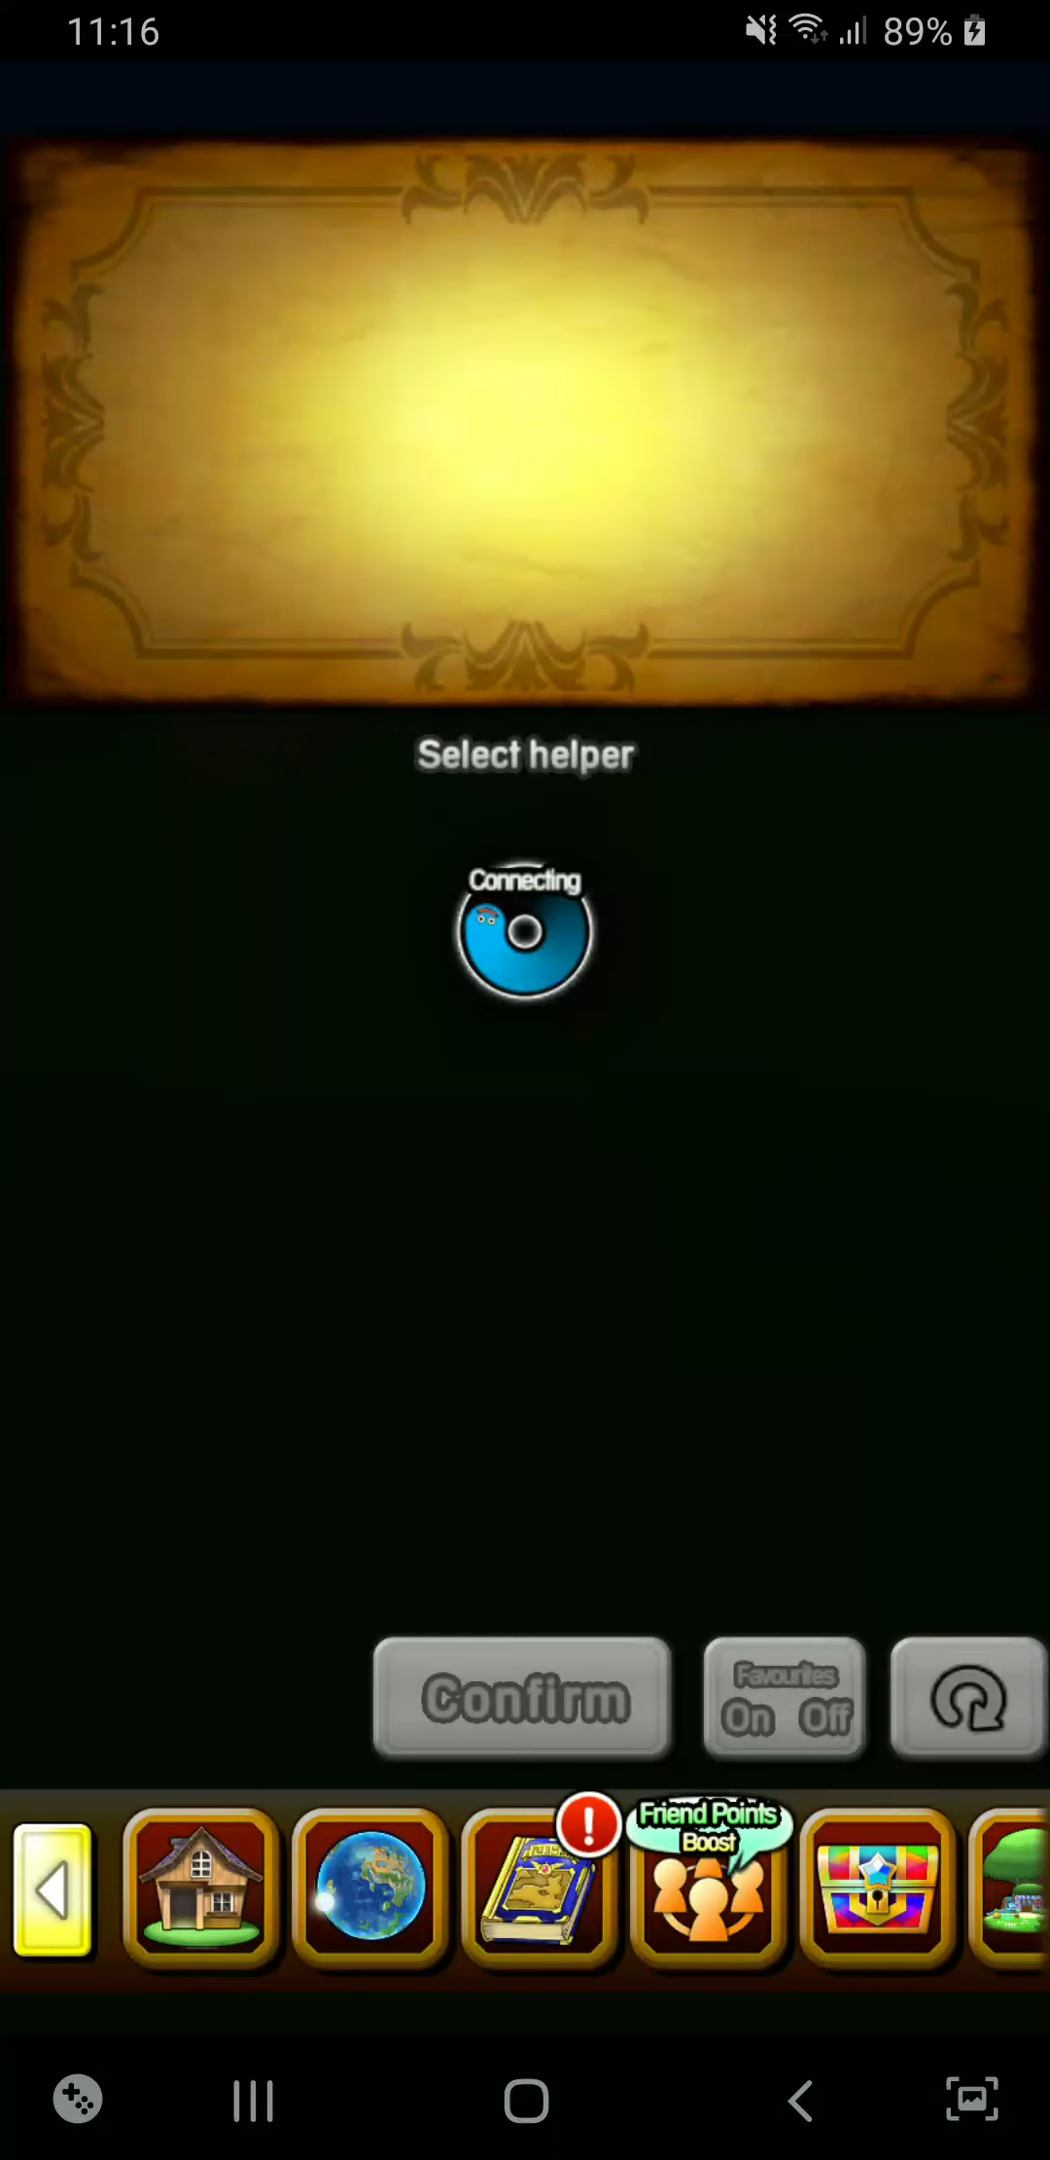 11:16
89%
Select helper
Connecting
Confirm
Favourites
On Off
Friend Points
Boost